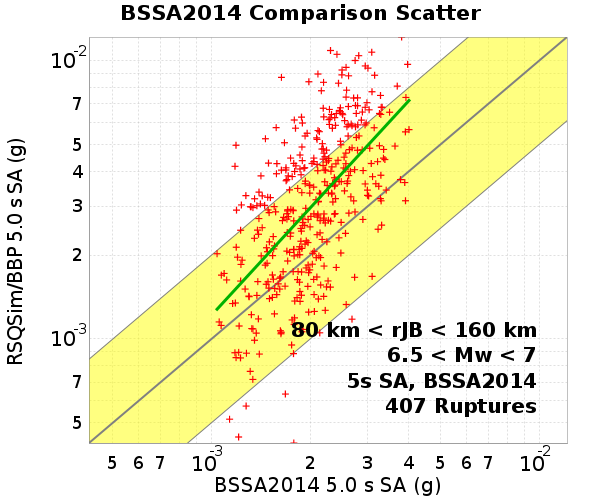 BSSA2014 Comparison Scatter
RSQSim/BBP 5.0 s SA (g)
10-2
7
5
4
3
2
10-3
7
5
80 km < rJB < 160 km
6.5 < Mw < 7
5s SA, BSSA2014
407 Ruptures
5 6 7 10-3 2 3 4 5 6 7 10-2
BSSA2014 5.0 s SA (g)